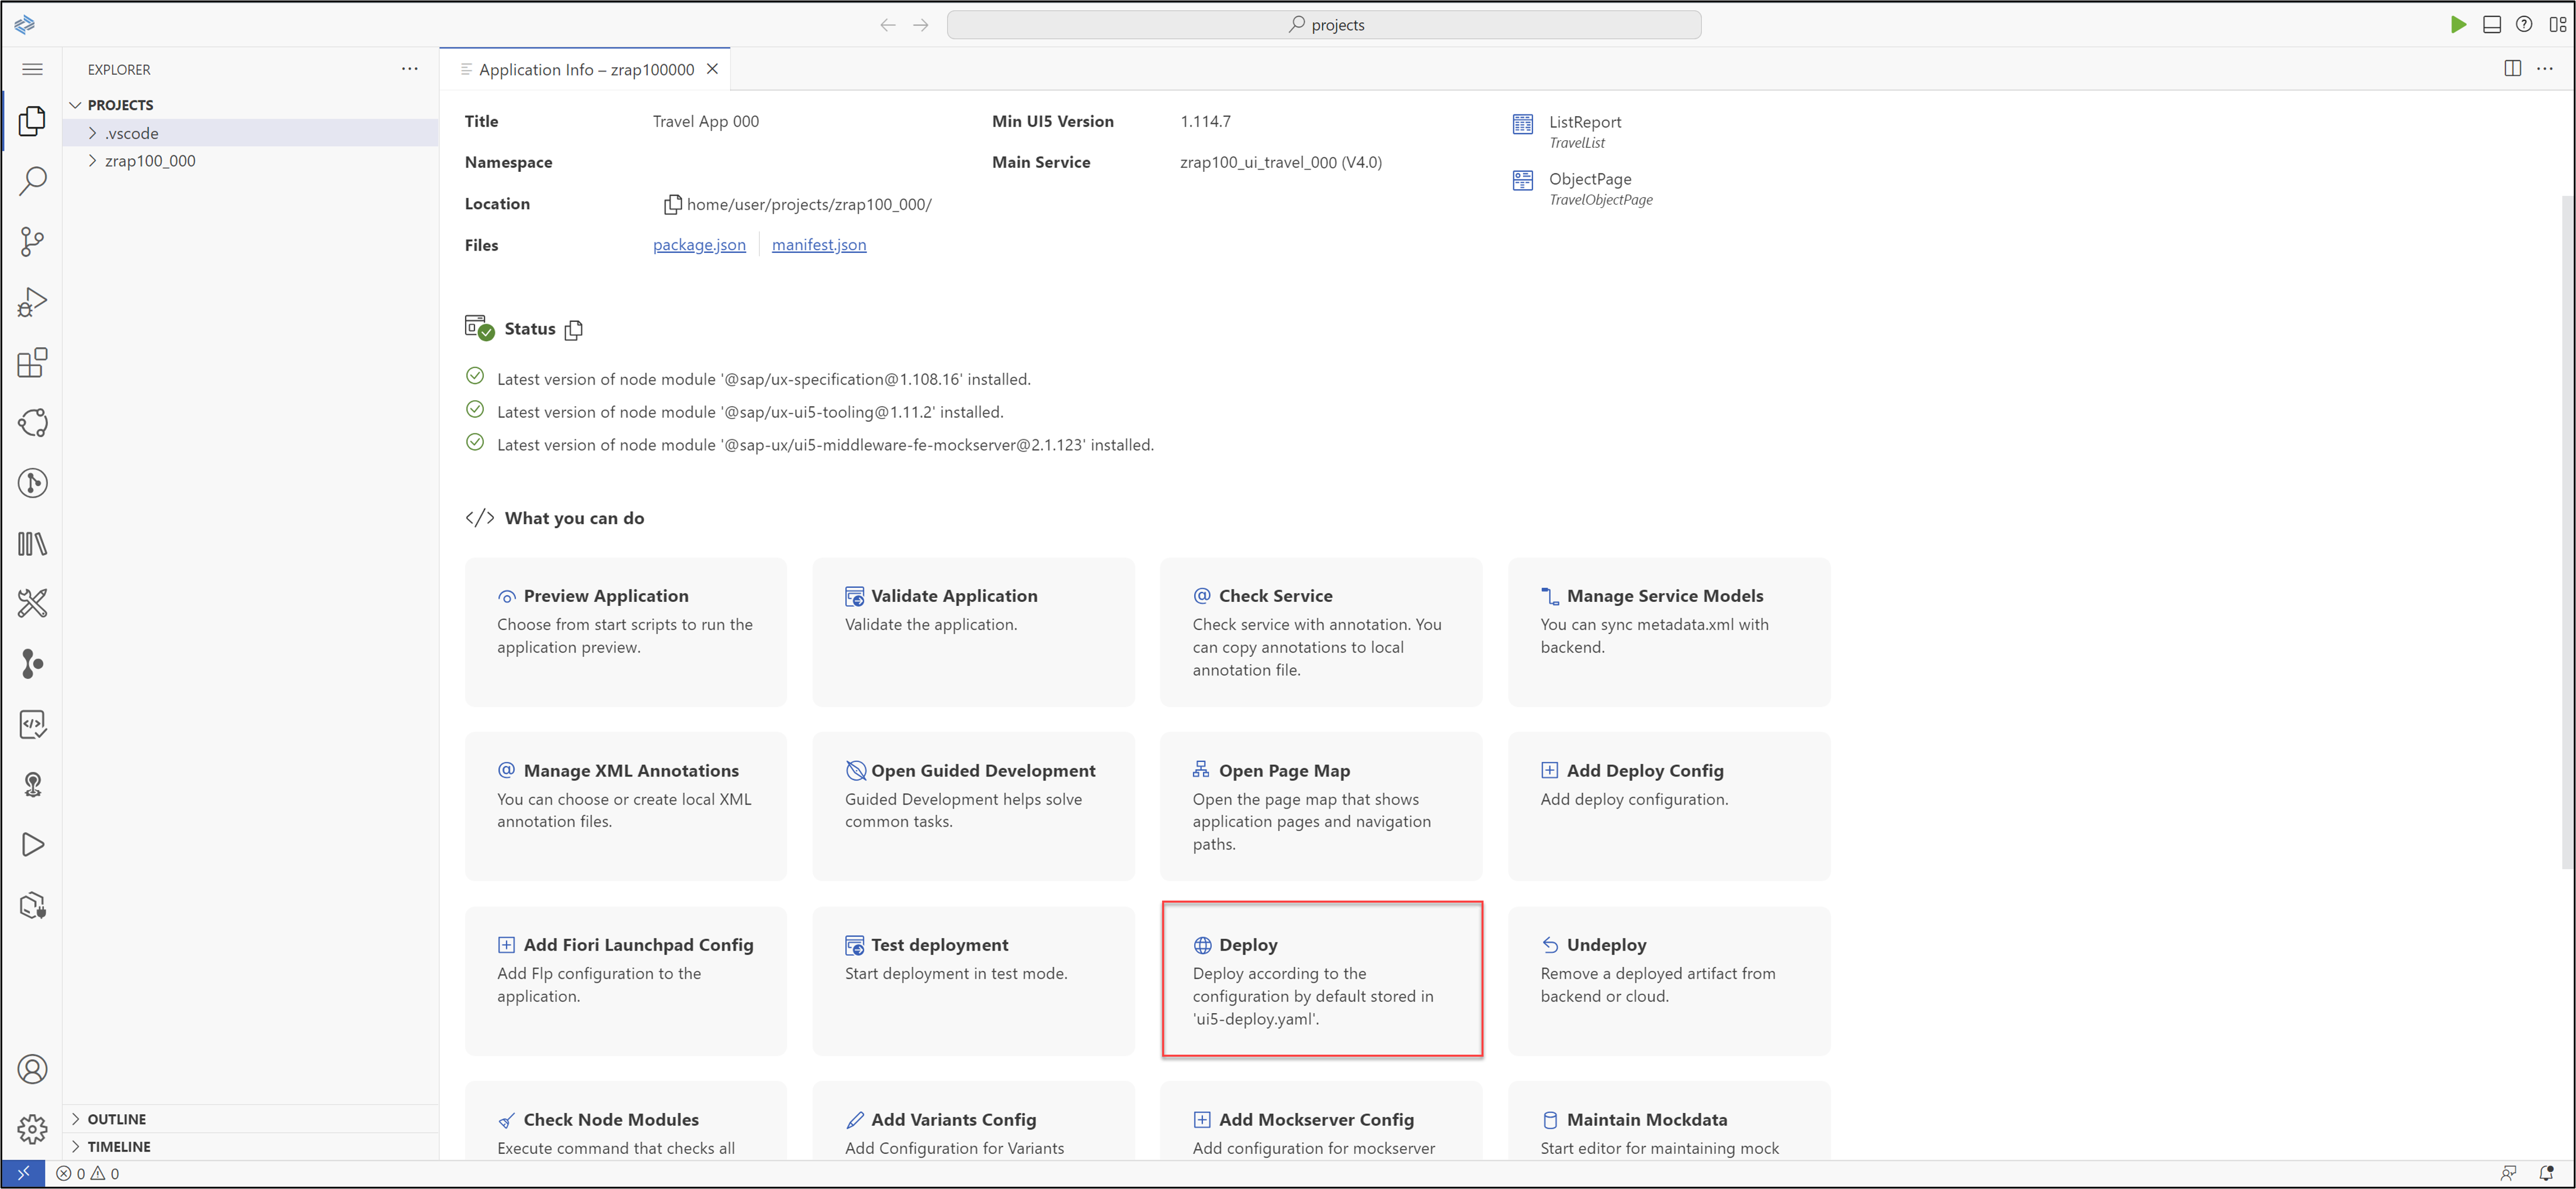 projects
EXPLORER
PROJECTS
.vscode
zrap100_000
OUTLINE
TIMELINE
Application Info – zrap100000
Title
Travel App 000
Min UI5 Version
1.114.7
Namespace
Main Service
zrap100_ui_travel_000 (V4.0)
Location
home/user/projects/zrap100_000/
Files
package.json
manifest.json
ListReport
TravelList
ObjectPage
TravelObjectPage
Status
Latest version of node module '@sap/ux-specification@1.108.16' installed.
Latest version of node module '@sap/ux-ui5-tooling@1.11.2' installed.
Latest version of node module '@sap-ux/ui5-middleware-fe-mockserver@2.1.123' installed.
What you can do
Preview Application
Choose from start scripts to run the
application preview.
Validate Application
Validate the application.
Check Service
Check service with annotation. You
can copy annotations to local
annotation file.
Manage Service Models
You can sync metadata.xml with
backend.
Manage XML Annotations
You can choose or create local XML
annotation files.
Open Guided Development
Guided Development helps solve
common tasks.
Open Page Map
Open the page map that shows
application pages and navigation
paths.
Add Deploy Config
Add deploy configuration.
Add Fiori Launchpad Config
Add Flp configuration to the
application.
Test deployment
Start deployment in test mode.
Deploy
Deploy according to the
configuration by default stored in
'ui5-deploy.yaml'.
Undeploy
Remove a deployed artifact from
backend or cloud.
Check Node Modules
Execute command that checks all
Add Variants Config
Add Configuration for Variants
Add Mockserver Config
Add configuration for mockserver
Maintain Mockdata
Start editor for maintaining mock
0 0